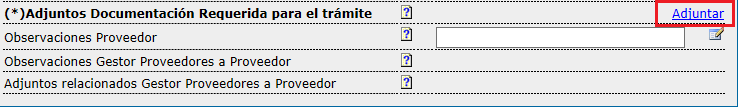 (*)Adjuntos Documentación Requerida para el trámite ? Adjuntar
Observaciones Proveedor ?
Observaciones Gestor Proveedores a Proveedor ?
Adjuntos relacionados Gestor Proveedores a Proveedor ?